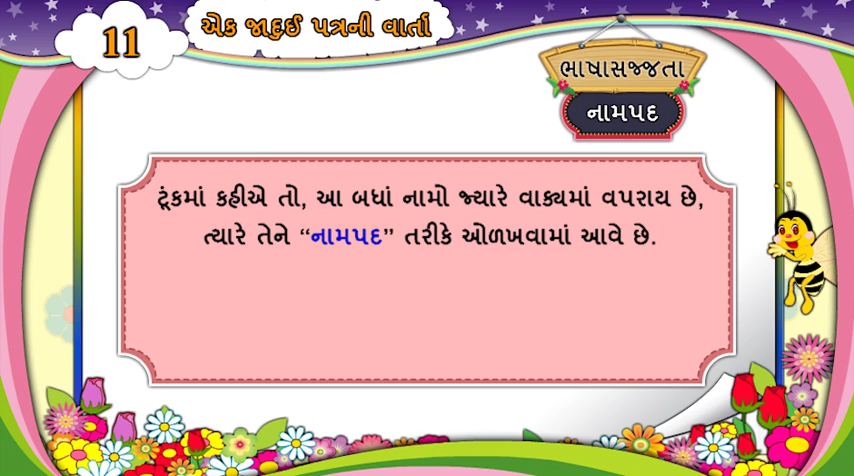 11
એક જાદુઈ પત્રની વાર્તા
ભાષાસજ્જતા
નામપદ
ટૂંકમાં કહીએ તો, આ બધાં નામો જ્યારે વાક્યમાં વપરાય છે,
ત્યારે તેને “નામપદ” તરીકે ઓળખવામાં આવે છે.